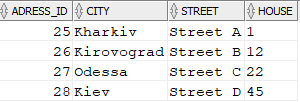 ADRESS_ID CITY STREET HOUSE
25 Kharkiv Street A 1
26 Kirovograd Street B 12
27 Odessa Street C 22
28 Kiev Street D 45